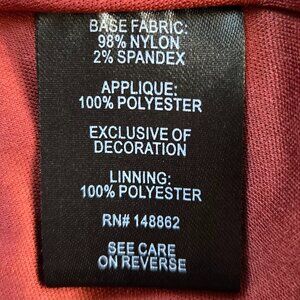 BASE FABRIC:
98% NYLON
2% SPANDEX
APPLIQUE:
100% POLYESTER
EXCLUSIVE OF
DECORATION
LINNING:
100% POLYESTER
RN# 148862
SEE CARE
ON REVERSE